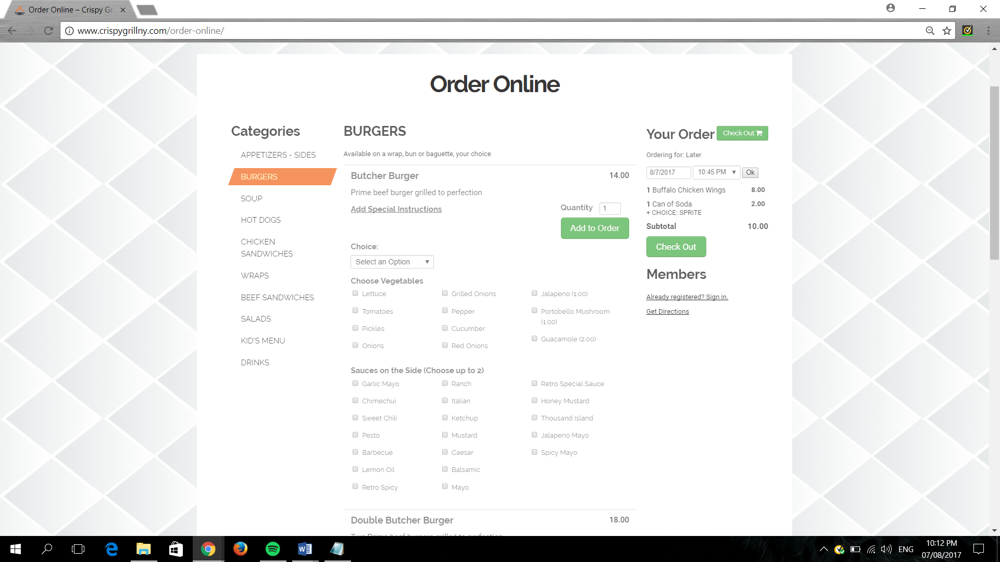 Order Online – Crispy Gri
www.crispygrillny.com/order-online/
Order Online
Categories
APPETIZERS - SIDES
BURGERS
SOUP
HOT DOGS
CHICKEN
SANDWICHES
WRAPS
BEEF SANDWICHES
SALADS
KID'S MENU
DRINKS
BURGERS
Available on a wrap, bun or baguette, your choice
Butcher Burger 14.00
Prime beef burger grilled to perfection
Add Special Instructions
Quantity 1
Add to Order
Choice:
Select an Option
Choose Vegetables
Lettuce Grilled Onions Jalapeno (1.00)
Tomatoes Pepper Portobello Mushroom
(1.00)
Pickles Cucumber Guacamole (2.00)
Onions Red Onions
Sauces on the Side (Choose up to 2)
Garlic Mayo Ranch Retro Special Sauce
Chimechui Italian Honey Mustard
Sweet Chili Ketchup Thousand Island
Pesto Mustard Jalapeno Mayo
Barbecue Caesar Spicy Mayo
Lemon Oil Balsamic
Retro Spicy Mayo
Double Butcher Burger 18.00
Two Prime beef burgers grilled to perfection
Your Order Check Out
Ordering for: Later
8/7/2017 10:45 PM Ok
1 Buffalo Chicken Wings 8.00
1 Can of Soda 2.00
+ CHOICE: SPRITE
Subtotal 10.00
Check Out
Members
Already registered? Sign in.
Get Directions
ENG
10:12 PM
07/08/2017